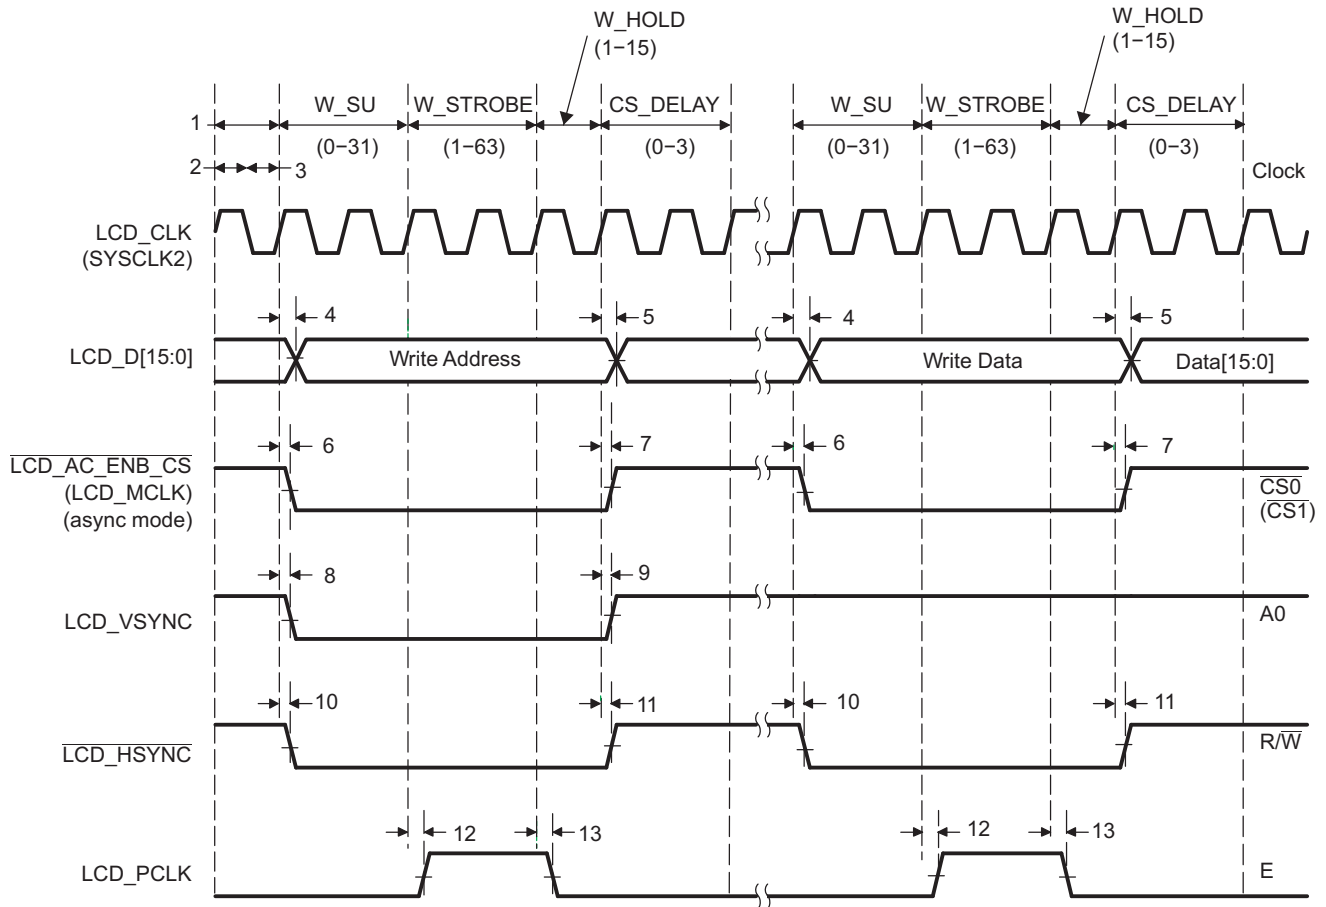 W_HOLD
(1−15)
W_HOLD
(1−15)
W_SU
W_STROBE
CS_DELAY
W_SU
W_STROBE
CS_DELAY
1
(0−31)
(1−63)
(0−3)
(0−31)
(1−63)
(0−3)
2
3
Clock
LCD_CLK
(SYSCLK2)
4
5
4
5
LCD_D[15:0]
Write Address
Write Data
Data[15:0]
6
7
6
7
LCD_AC_ENB_CS
(LCD_MCLK)
(async mode)
CS0
(CS1)
8
9
LCD_VSYNC
A0
10
11
10
11
LCD_HSYNC
R/W
12
13
12
13
LCD_PCLK
E